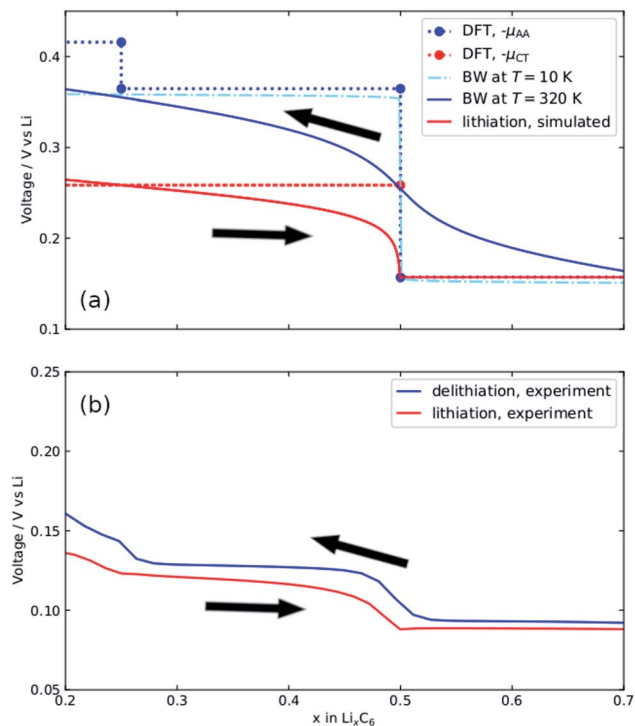 0.4
0.3
0.2
0.1
Voltage / V vs Li
DFT, -μAA
DFT, -μCT
BW at T = 10 K
BW at T = 320 K
lithiation, simulated
(a)
0.25
0.20
0.15
0.10
0.05
Voltage / V vs Li
delithiation, experiment
lithiation, experiment
(b)
0.2 0.3 0.4 0.5 0.6 0.7
x in LixC6